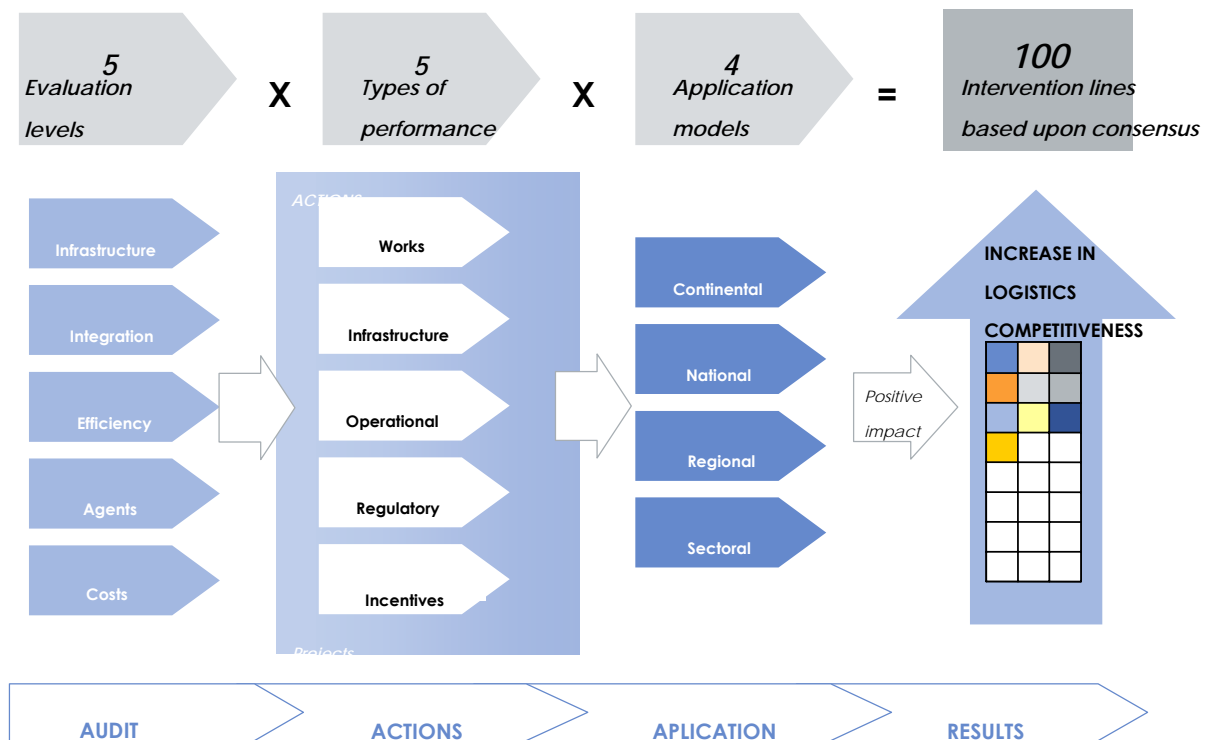 5
Evaluation
levels
X
5
Types of
performance
X
4
Application
models
=
100
Intervention lines
based upon consensus
ACTIONS
Infrastructure
Integration
Efficiency
Agents
Costs
Works
Infrastructure
Operational
Regulatory
Incentives
Projects
Continental
National
Regional
Sectoral
Positive
impact
INCREASE IN
LOGISTICS
COMPETITIVENESS
AUDIT
ACTIONS
APLICATION
RESULTS